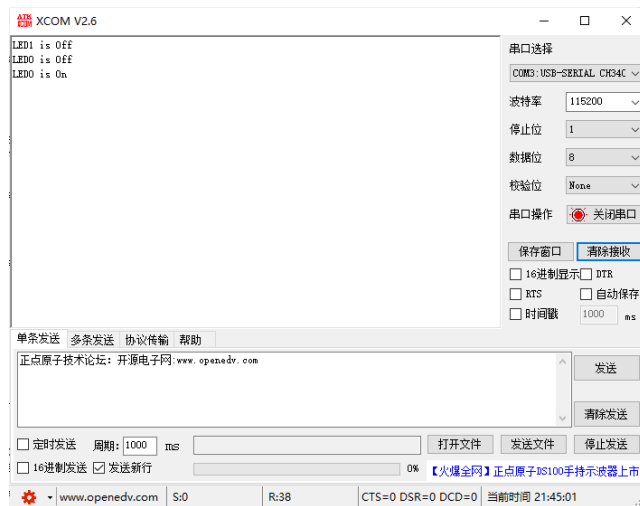 ATK XCOM XCOM V2.6
LED1 is Off
LED0 is Off
LED0 is On
串口选择
COM3:USB-SERIAL CH340
波特率 115200
停止位 1
数据位 8
校验位 None
串口操作 关闭串口
保存窗口 清除接收
16进制显示 DTR
RTS 自动保存
时间戳 1000 ms
单条发送 多条发送 协议传输 帮助
正点原子技术论坛：开源电子网:www.openedv.com
发送
清除发送
定时发送 周期: 1000 ms 打开文件 发送文件 停止发送
16进制发送 发送新行 0% 【火爆全网】正点原子DS100手持示波器上市
www.openedv.com S:0 R:38 CTS=0 DSR=0 DCD=0 当前时间 21:45:01